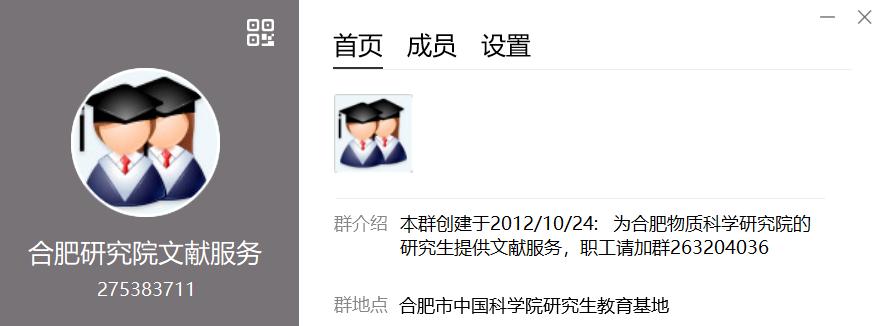 合肥研究院文献服务
275383711
首页 成员 设置
群介绍 本群创建于2012/10/24: 为合肥物质科学研究院的
研究生提供文献服务，职工请加群263204036
群地点 合肥市中国科学院研究生教育基地